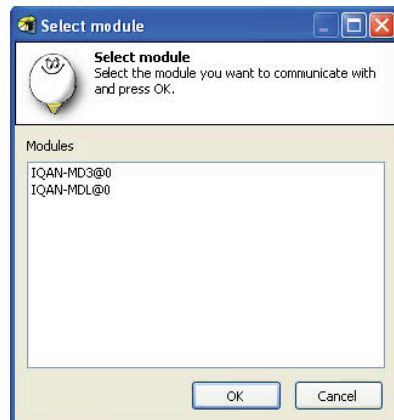 Select module
Select module
Select the module you want to communicate with
and press OK.
Modules
IQAN-MD3@0
IQAN-MDL@0
OK
Cancel